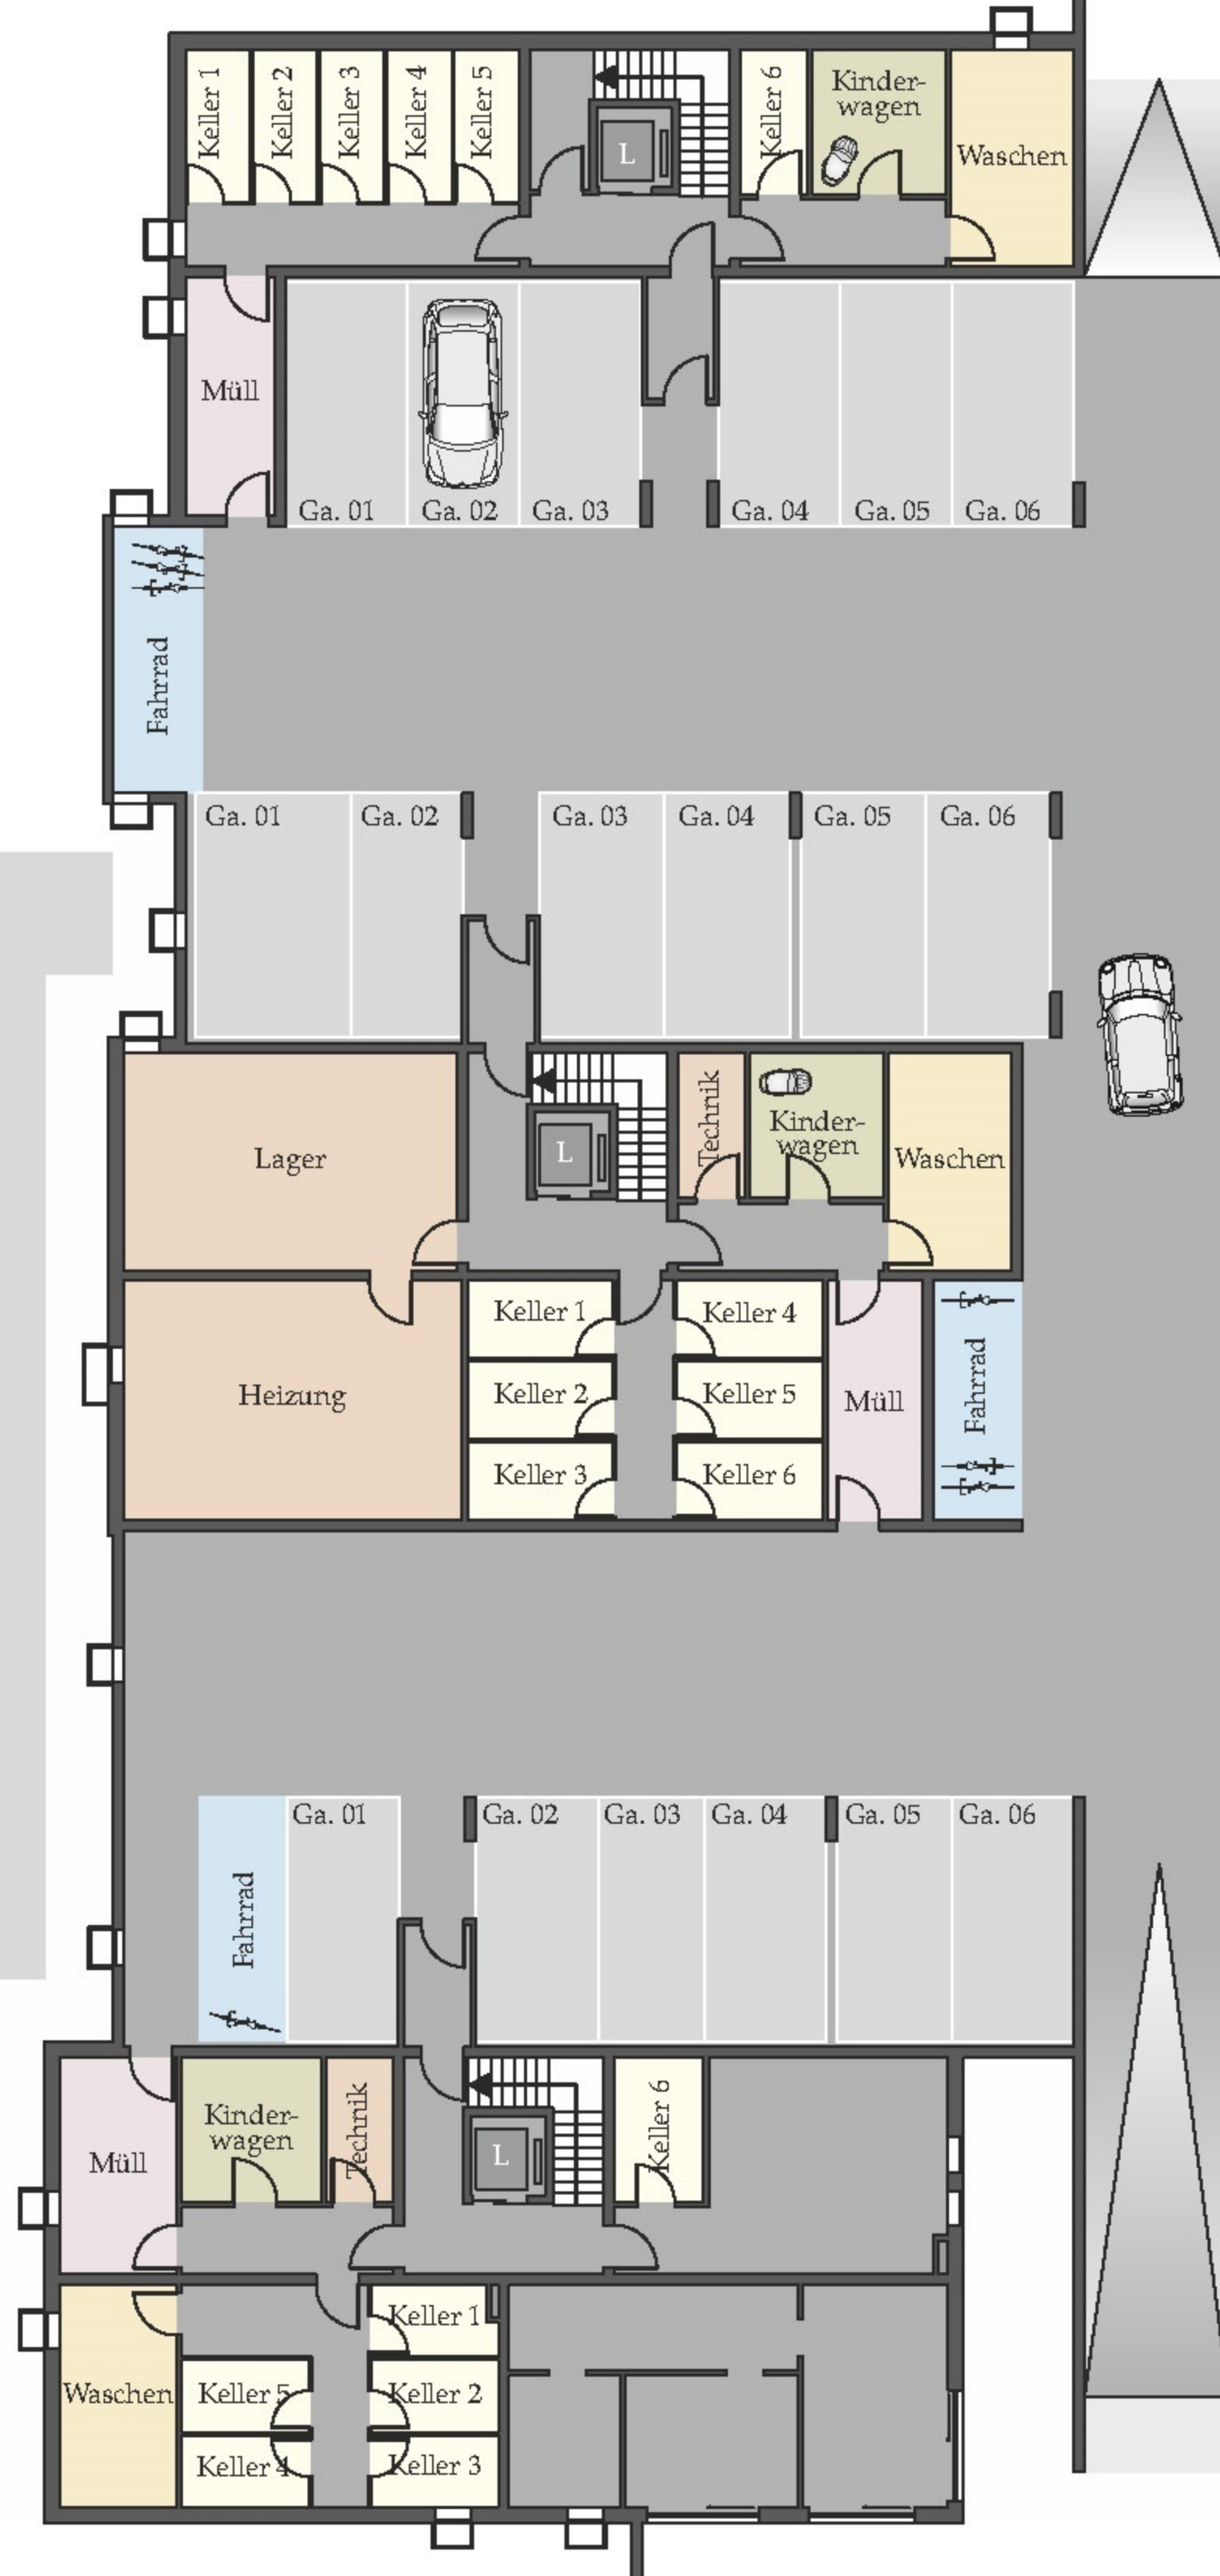 Keller 1
Keller 2
Keller 3
Keller 4
Keller 5
L
Keller 6
Kinder-
wagen
Waschen
Müll
Ga. 01
Ga. 02
Ga. 03
Ga. 04
Ga. 05
Ga. 06
Fahrrad
Ga. 01
Ga. 02
Ga. 03
Ga. 04
Ga. 05
Ga. 06
Lager
L
Technik
Kinder-
wagen
Waschen
Heizung
Keller 1
Keller 2
Keller 3
Keller 4
Keller 5
Keller 6
Müll
Fahrrad
Fahrrad
Ga. 01
Ga. 02
Ga. 03
Ga. 04
Ga. 05
Ga. 06
Müll
Kinder-
wagen
Technik
L
Keller 6
Waschen
Keller 1
Keller 5
Keller 2
Keller 4
Keller 3